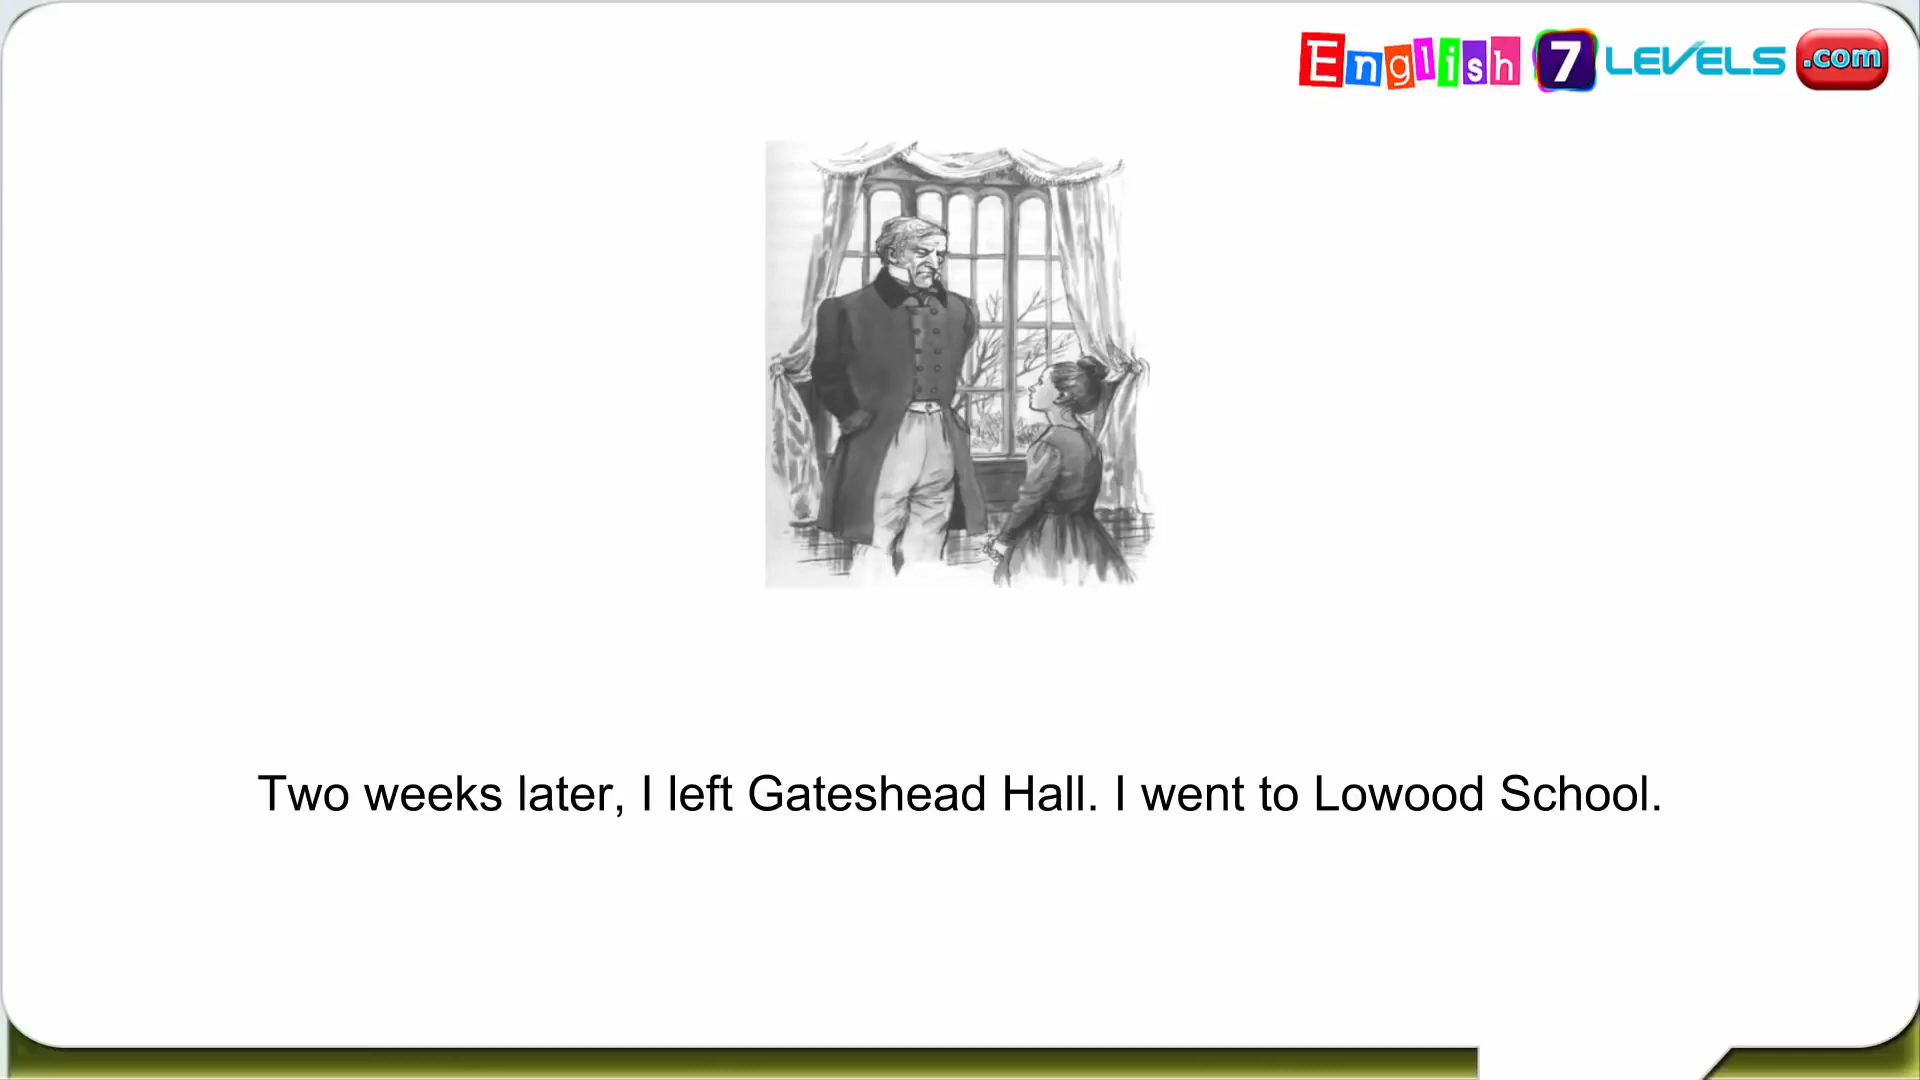 English 7 LEVELS .com
Two weeks later, I left Gateshead Hall. I went to Lowood School.